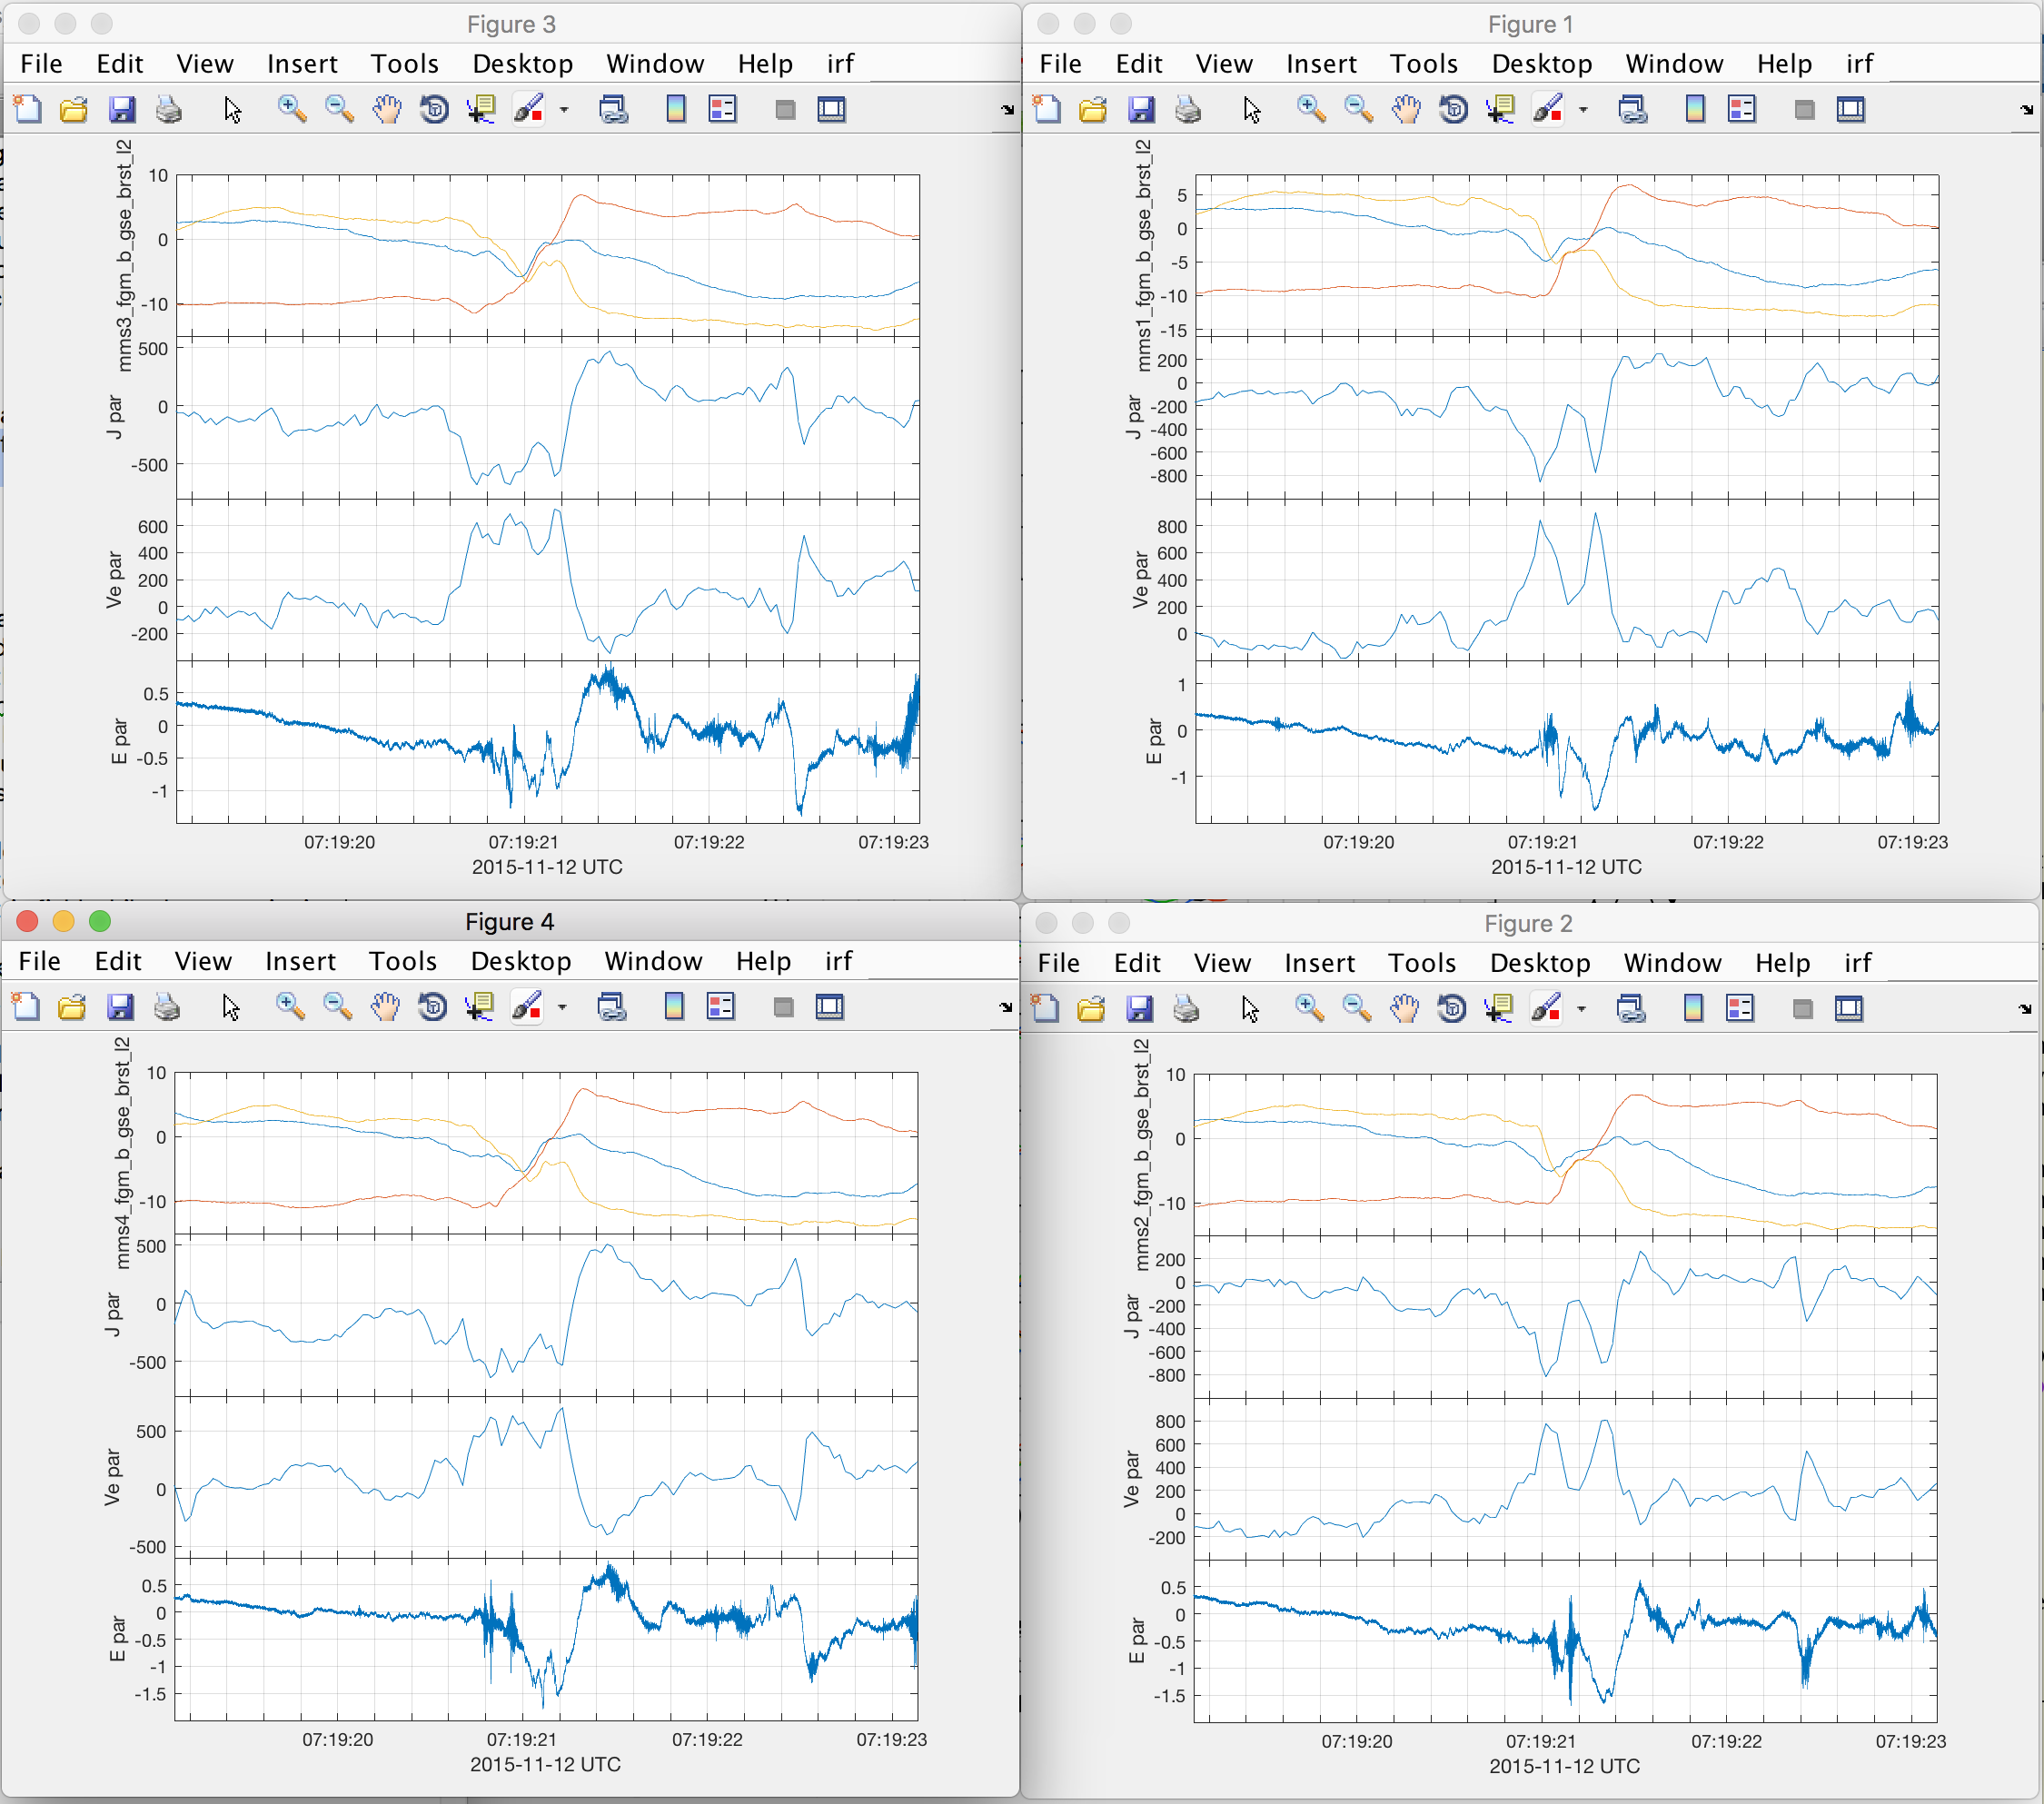 Figure 3
File Edit View Insert Tools Desktop Window Help irf
mms3_fgm_b_gse_brst_l2
10
0
-10
J par
500
0
-500
Ve par
600
400
200
0
-200
E par
0.5
0
-0.5
-1
07:19:20 07:19:21 07:19:22 07:19:23
2015-11-12 UTC
Figure 1
File Edit View Insert Tools Desktop Window Help irf
mms1_fgm_b_gse_brst_l2
5
0
-5
-10
-15
J par
200
0
-200
-400
-600
-800
Ve par
800
600
400
200
0
E par
1
0
-1
07:19:20 07:19:21 07:19:22 07:19:23
2015-11-12 UTC
Figure 4
File Edit View Insert Tools Desktop Window Help irf
mms4_fgm_b_gse_brst_l2
10
0
-10
J par
500
0
-500
Ve par
500
0
-500
E par
0.5
0
-0.5
-1
-1.5
07:19:20 07:19:21 07:19:22 07:19:23
2015-11-12 UTC
Figure 2
File Edit View Insert Tools Desktop Window Help irf
mms2_fgm_b_gse_brst_l2
10
0
-10
J par
200
0
-200
-400
-600
-800
Ve par
800
600
400
200
0
-200
E par
0.5
0
-0.5
-1
-1.5
07:19:20 07:19:21 07:19:22 07:19:23
2015-11-12 UTC